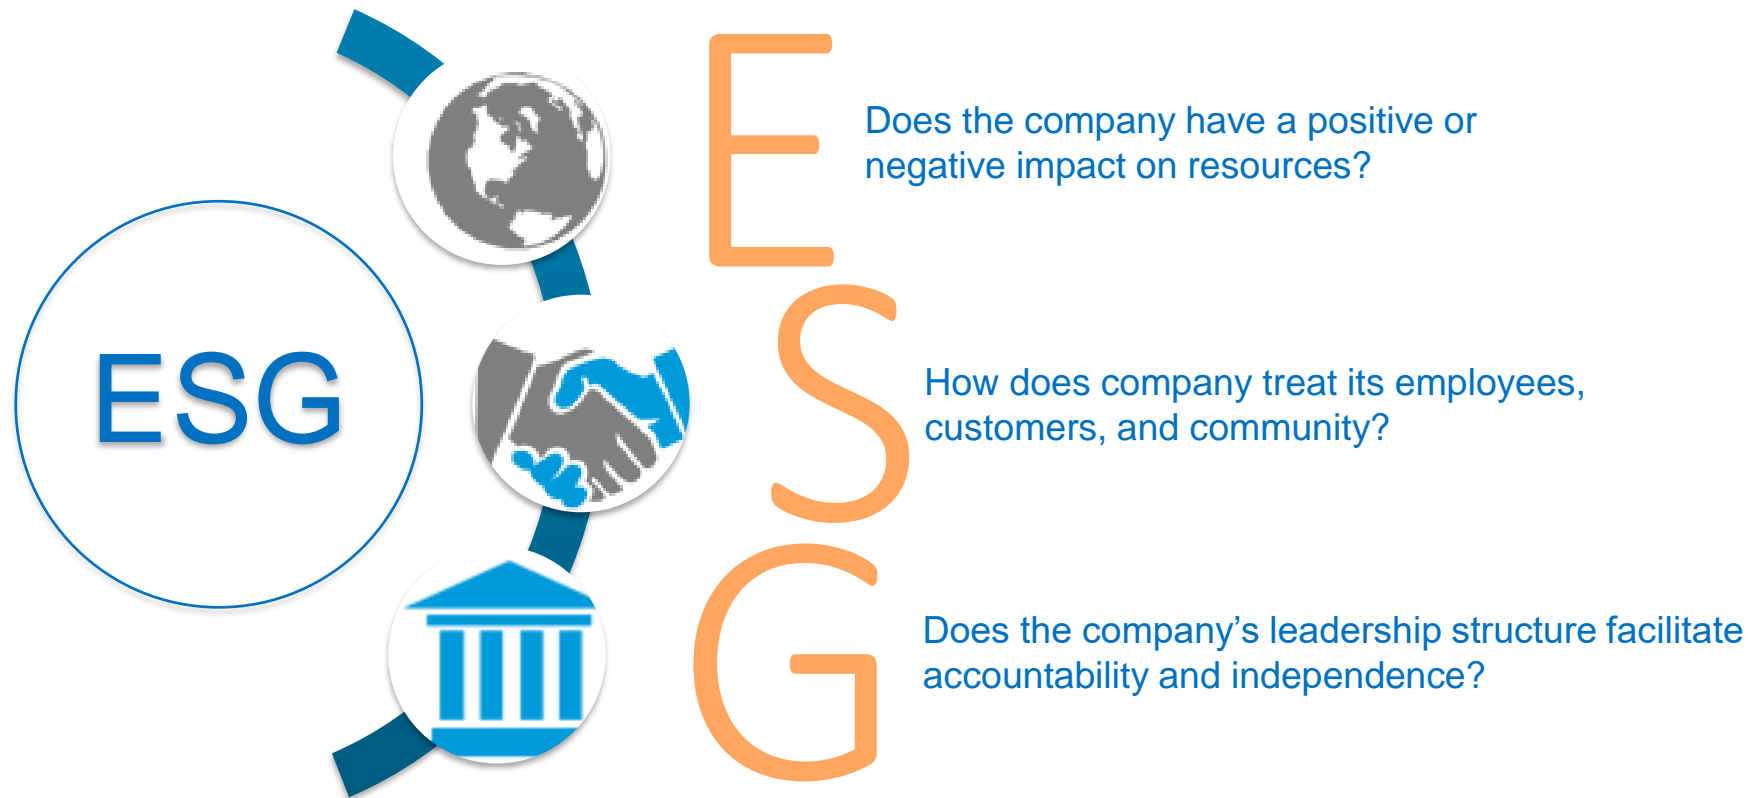 ESG
E
Does the company have a positive or
negative impact on resources?
S
How does company treat its employees,
customers, and community?
G
Does the company’s leadership structure facilitate
accountability and independence?